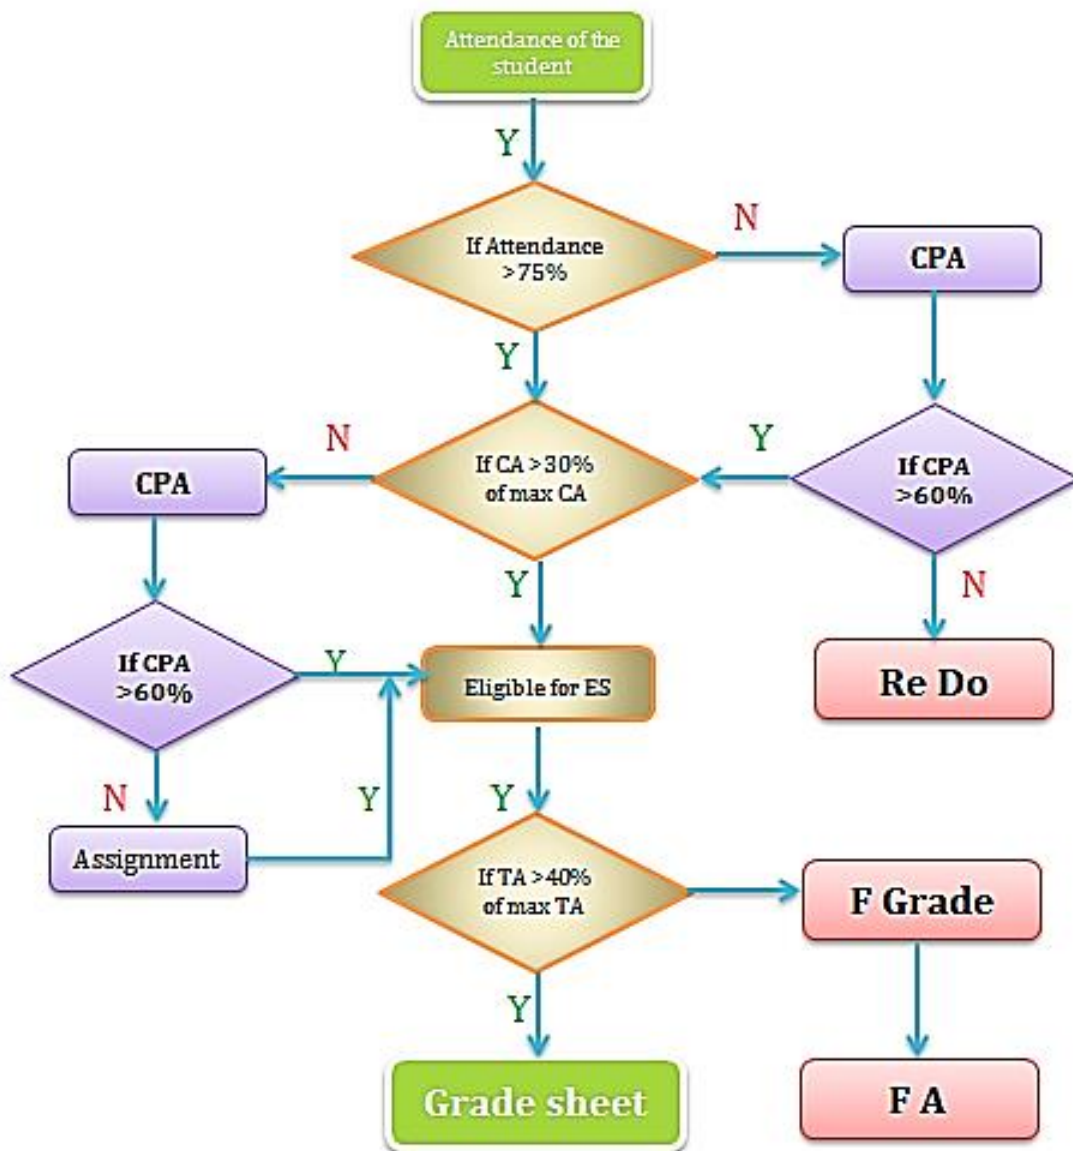 Attendance of the
student
Y
If Attendance
>75%
N
CPA
Y
If CPA
>60%
Y
N
Re Do
If CA >30%
of max CA
N
CPA
If CPA
>60%
Y
N
Assignment
Y
Y
Eligible for ES
Y
If TA >40%
of max TA
F Grade
F A
Y
Grade sheet